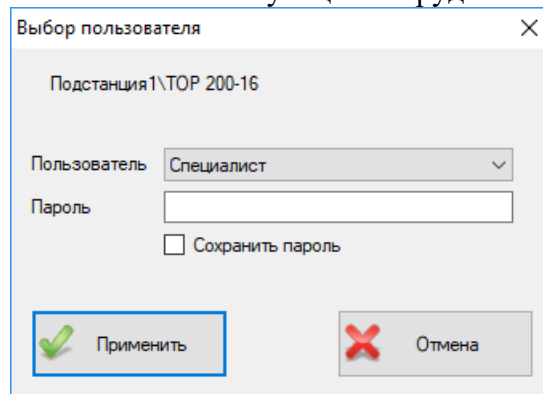 Выбор пользователя
Подстанция1\ТОР 200-16
Пользователь Специалист
Пароль
Сохранить пароль
Применить Отмена